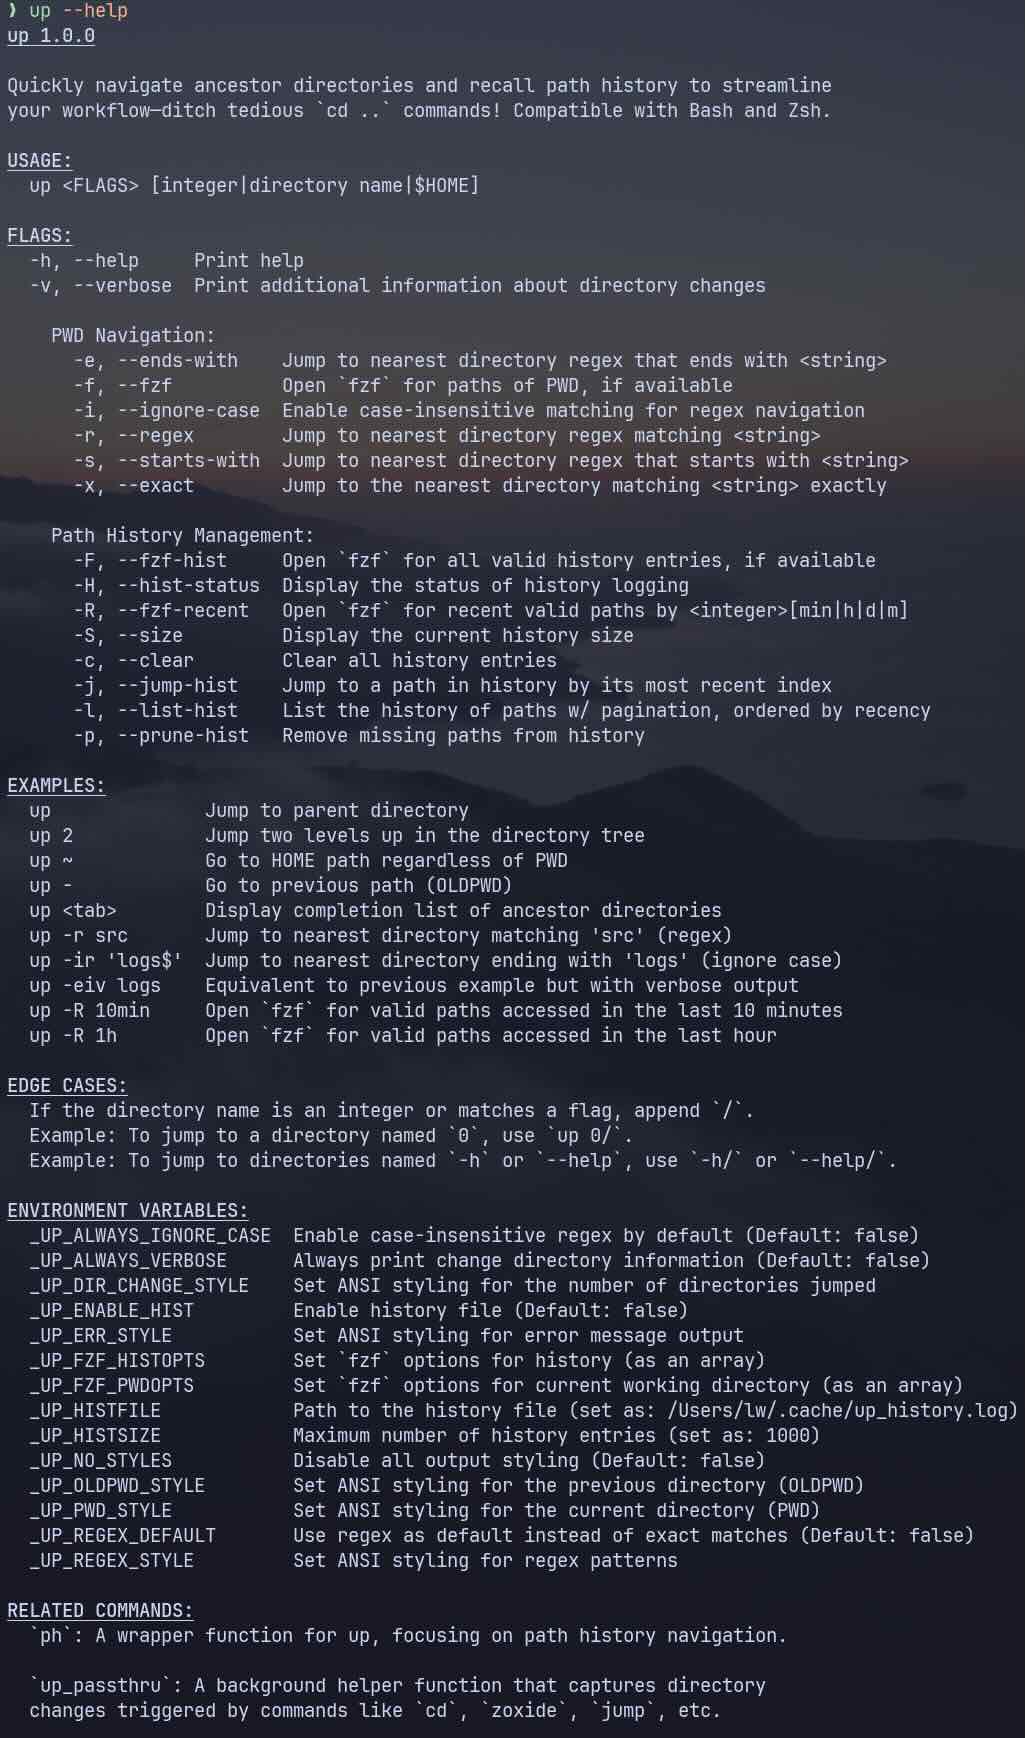 ❫ up --help
up 1.0.0
Quickly navigate ancestor directories and recall path history to streamline
your workflow—ditch tedious `cd ..` commands! Compatible with Bash and Zsh.
USAGE:
up <FLAGS> [integer|directory name|$HOME]
FLAGS:
-h, --help     Print help
-v, --verbose  Print additional information about directory changes
PWD Navigation:
-e, --ends-with    Jump to nearest directory regex that ends with <string>
-f, --fzf          Open `fzf` for paths of PWD, if available
-i, --ignore-case  Enable case-insensitive matching for regex navigation
-r, --regex        Jump to nearest directory regex matching <string>
-s, --starts-with  Jump to nearest directory regex that starts with <string>
-x, --exact        Jump to the nearest directory matching <string> exactly
Path History Management:
-F, --fzf-hist     Open `fzf` for all valid history entries, if available
-H, --hist-status  Display the status of history logging
-R, --fzf-recent   Open `fzf` for recent valid paths by <integer>[min|h|d|m]
-S, --size         Display the current history size
-c, --clear        Clear all history entries
-j, --jump-hist    Jump to a path in history by its most recent index
-l, --list-hist    List the history of paths w/ pagination, ordered by recency
-p, --prune-hist   Remove missing paths from history
EXAMPLES:
up              Jump to parent directory
up 2            Jump two levels up in the directory tree
up ~            Go to HOME path regardless of PWD
up -            Go to previous path (OLDPWD)
up <tab>        Display completion list of ancestor directories
up -r src       Jump to nearest directory matching 'src' (regex)
up -ir 'logs$'  Jump to nearest directory ending with 'logs' (ignore case)
up -eiv logs    Equivalent to previous example but with verbose output
up -R 10min     Open `fzf` for valid paths accessed in the last 10 minutes
up -R 1h        Open `fzf` for valid paths accessed in the last hour
EDGE CASES:
If the directory name is an integer or matches a flag, append `/`.
Example: To jump to a directory named `0`, use `up 0/`.
Example: To jump to directories named `-h` or `--help`, use `-h/` or `--help/`.
ENVIRONMENT VARIABLES:
_UP_ALWAYS_IGNORE_CASE  Enable case-insensitive regex by default (Default: false)
_UP_ALWAYS_VERBOSE      Always print change directory information (Default: false)
_UP_DIR_CHANGE_STYLE    Set ANSI styling for the number of directories jumped
_UP_ENABLE_HIST         Enable history file (Default: false)
_UP_ERR_STYLE           Set ANSI styling for error message output
_UP_FZF_HISTOPTS        Set `fzf` options for history (as an array)
_UP_FZF_PWDOPTS         Set `fzf` options for current working directory (as an array)
_UP_HISTFILE            Path to the history file (set as: /Users/lw/.cache/up_history.log)
_UP_HISTSIZE            Maximum number of history entries (set as: 1000)
_UP_NO_STYLES           Disable all output styling (Default: false)
_UP_OLDPWD_STYLE        Set ANSI styling for the previous directory (OLDPWD)
_UP_PWD_STYLE           Set ANSI styling for the current directory (PWD)
_UP_REGEX_DEFAULT       Use regex as default instead of exact matches (Default: false)
_UP_REGEX_STYLE         Set ANSI styling for regex patterns
RELATED COMMANDS:
`ph`: A wrapper function for up, focusing on path history navigation.
`up_passthru`: A background helper function that captures directory
changes triggered by commands like `cd`, `zoxide`, `jump`, etc.